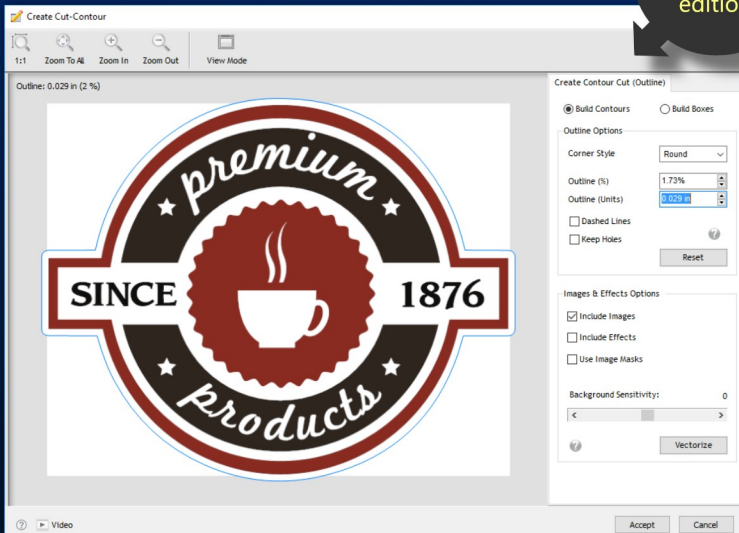 Create Cut-Contour
editio
1:1 Zoom To All Zoom In Zoom Out View Mode
Outline: 0.029 in (2 %)
premium
SINCE 1876
products
Create Contour Cut (Outline)
Build Contours Build Boxes
Outline Options
Corner Style Round
Outline (%) 1.73%
Outline (Units) 0.029 in
Dashed Lines
Keep Holes
Reset
Images & Effects Options
Include Images
Include Effects
Use Image Masks
Background Sensitivity: 0
Vectorize
Video
Accept Cancel